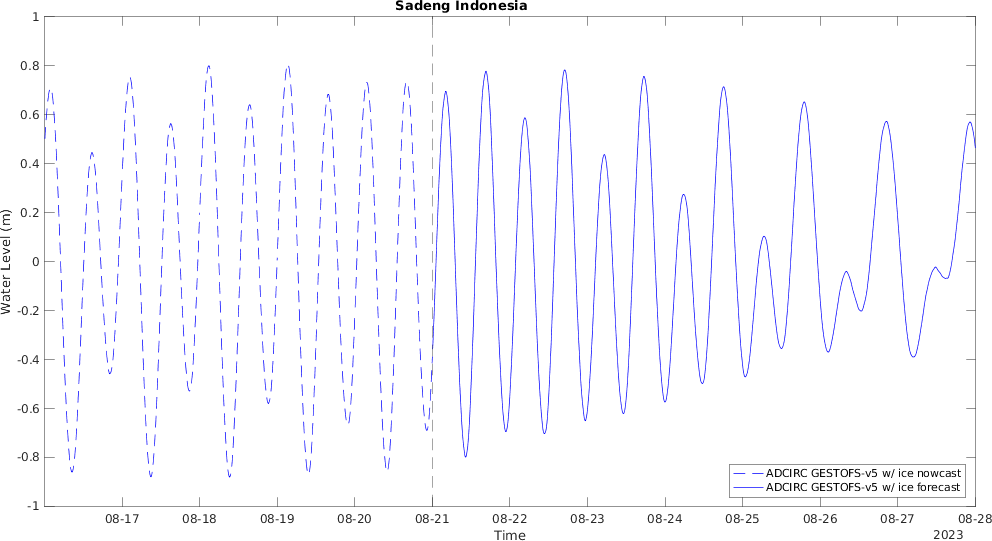 Sadeng Indonesia
Water Level (m)
1
0.8
0.6
0.4
0.2
0
-0.2
-0.4
-0.6
-0.8
-1
ADCIRC GESTOFS-v5 w/ ice nowcast
ADCIRC GESTOFS-v5 w/ ice forecast
08-17 08-18 08-19 08-20 08-21 08-22 08-23 08-24 08-25 08-26 08-27 08-28
Time
2023